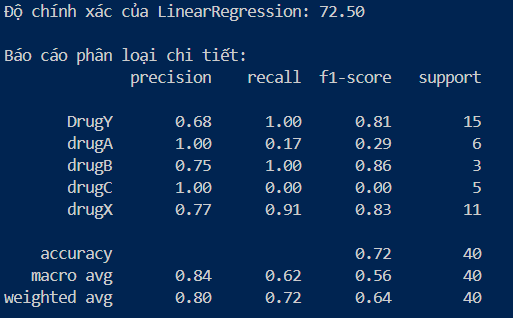 Độ chính xác của LinearRegression: 72.50
Báo cáo phân loại chi tiết:
precision recall f1-score support
DrugY 0.68 1.00 0.81 15
drugA 1.00 0.17 0.29 6
drugB 0.75 1.00 0.86 3
drugC 1.00 0.00 0.00 5
drugX 0.77 0.91 0.83 11
accuracy 0.72 40
macro avg 0.84 0.62 0.56 40
weighted avg 0.80 0.72 0.64 40